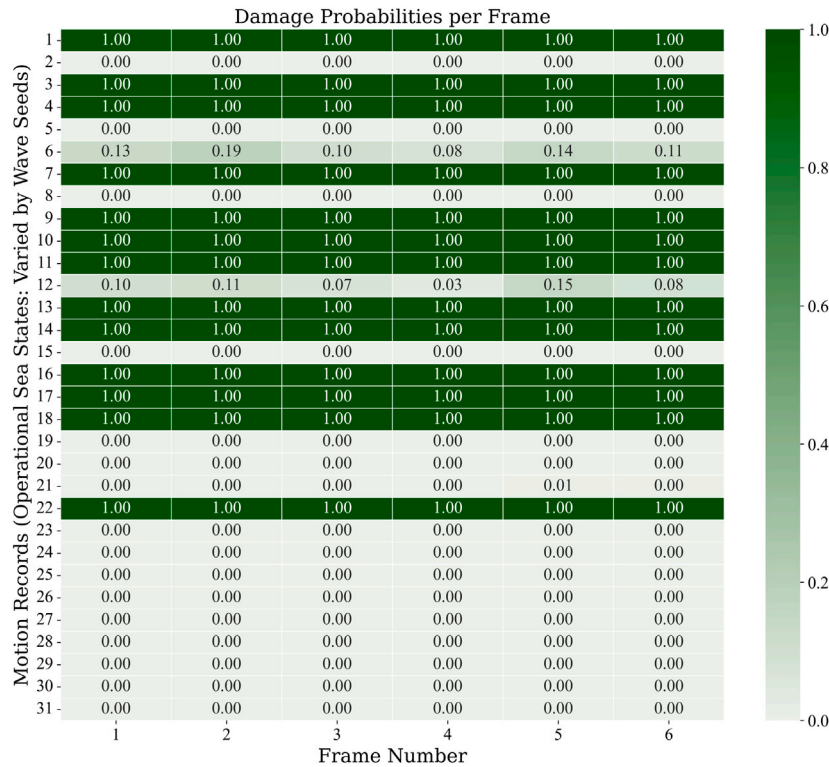 Damage Probabilities per Frame
Motion Records (Operational Sea States: Varied by Wave Seeds)
1 1.00 1.00 1.00 1.00 1.00 1.00
2 0.00 0.00 0.00 0.00 0.00 0.00
3 1.00 1.00 1.00 1.00 1.00 1.00
4 1.00 1.00 1.00 1.00 1.00 1.00
5 0.00 0.00 0.00 0.00 0.00 0.00
6 0.13 0.19 0.10 0.08 0.14 0.11
7 1.00 1.00 1.00 1.00 1.00 1.00
8 0.00 0.00 0.00 0.00 0.00 0.00
9 1.00 1.00 1.00 1.00 1.00 1.00
10 1.00 1.00 1.00 1.00 1.00 1.00
11 1.00 1.00 1.00 1.00 1.00 1.00
12 0.10 0.11 0.07 0.03 0.15 0.08
13 1.00 1.00 1.00 1.00 1.00 1.00
14 1.00 1.00 1.00 1.00 1.00 1.00
15 0.00 0.00 0.00 0.00 0.00 0.00
16 1.00 1.00 1.00 1.00 1.00 1.00
17 1.00 1.00 1.00 1.00 1.00 1.00
18 1.00 1.00 1.00 1.00 1.00 1.00
19 0.00 0.00 0.00 0.00 0.00 0.00
20 0.00 0.00 0.00 0.00 0.00 0.00
21 0.00 0.00 0.00 0.00 0.01 0.00
22 1.00 1.00 1.00 1.00 1.00 1.00
23 0.00 0.00 0.00 0.00 0.00 0.00
24 0.00 0.00 0.00 0.00 0.00 0.00
25 0.00 0.00 0.00 0.00 0.00 0.00
26 0.00 0.00 0.00 0.00 0.00 0.00
27 0.00 0.00 0.00 0.00 0.00 0.00
28 0.00 0.00 0.00 0.00 0.00 0.00
29 0.00 0.00 0.00 0.00 0.00 0.00
30 0.00 0.00 0.00 0.00 0.00 0.00
31 0.00 0.00 0.00 0.00 0.00 0.00
1 2 3 4 5 6
Frame Number
1.0
0.8
0.6
0.4
0.2
0.0